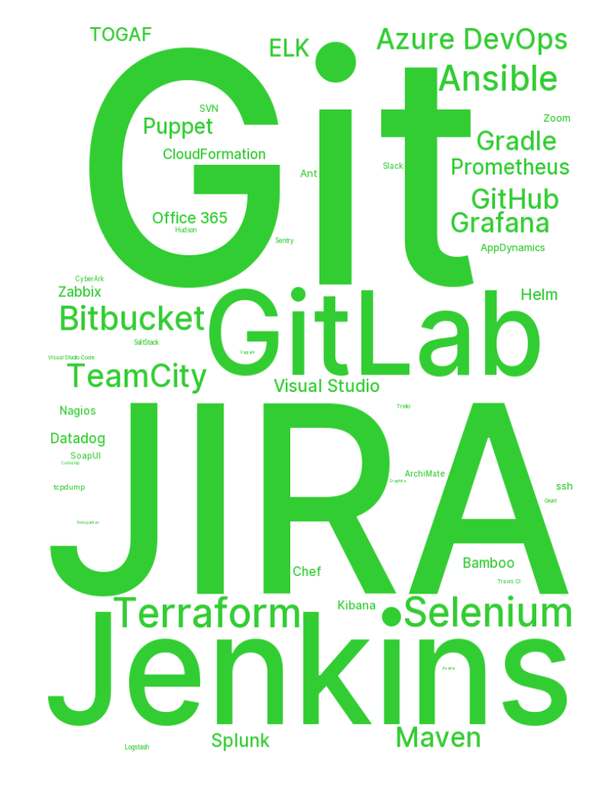 TOGAF
ELK
Azure DevOps
Git
Ansible
SVN
Puppet
Zoom
Gradle
CloudFormation
Slack
Prometheus
Ant
GitHub
Office 365
Grafana
Hudson
Sentry
AppDynamics
CyberArk
Zabbix
Helm
Bitbucket
GitLab
SaltStack
Vagrant
Visual Studio Code
TeamCity
Visual Studio
Trello
Nagios
JIRA
Datadog
SoapUI
ArchiMate
Graphite
tcpdump
ssh
Bamboo
Chef
Travis CI
Terraform
Kibana
Selenium
Jenkins
Splunk
Maven
Logstash